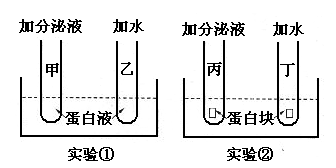 加分泌液 加水 加分泌液 加水
甲 乙 丙 丁
蛋白液 蛋白块
实验① 实验②